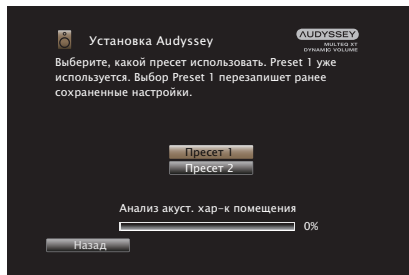 Установка Audyssey
AUDYSSEY
MULTEQ XT
DYNAMIC VOLUME
Выберите, какой пресет использовать. Preset 1 уже
используется. Выбор Preset 1 перезапишет ранее
сохраненные настройки.
Пресет 1
Пресет 2
Анализ акуст. хар-к помещения
0%
Назад